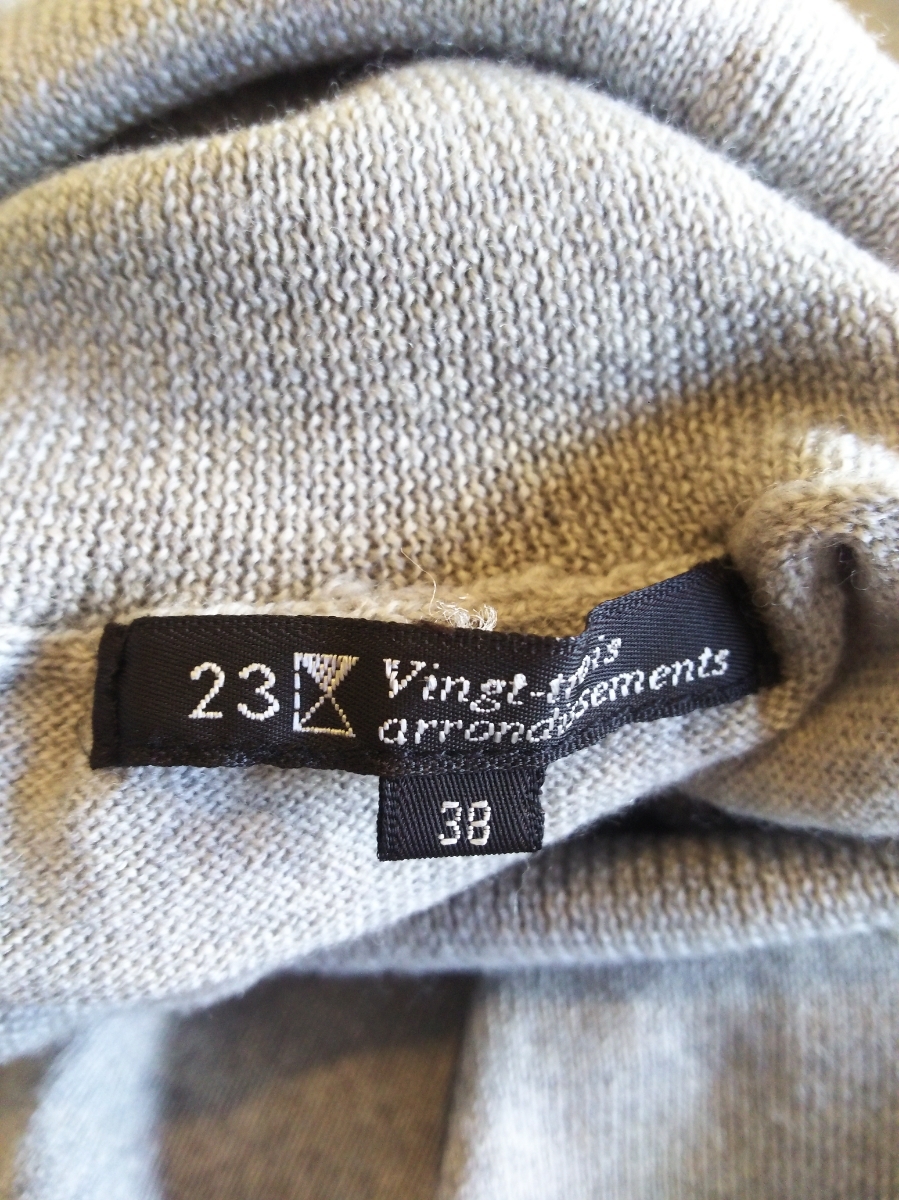 23 Vingt-trois
arrondissements
38